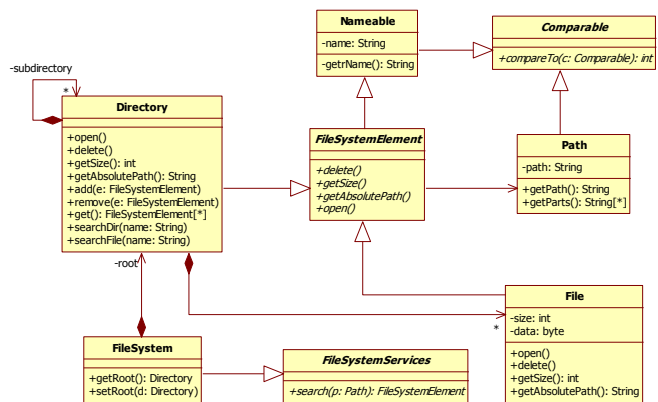 Nameable
-name: String
-getrName(): String
Comparable
+compareTo(c: Comparable): int
-subdirectory
*
Directory
+open()
+delete()
+getSize(): int
+getAbsolutePath(): String
+add(e: FileSystemElement)
+remove(e: FileSystemElement)
+get(): FileSystemElement[*]
+searchDir(name: String)
+searchFile(name: String)
FileSystemElement
+delete()
+getSize()
+getAbsolutePath()
+open()
Path
-path: String
+getPath(): String
+getParts(): String[*]
-root
*
File
-size: int
-data: byte
+open()
+delete()
+getSize(): int
+getAbsolutePath(): String
FileSystem
+getRoot(): Directory
+setRoot(d: Directory)
FileSystemServices
+search(p: Path): FileSystemElement